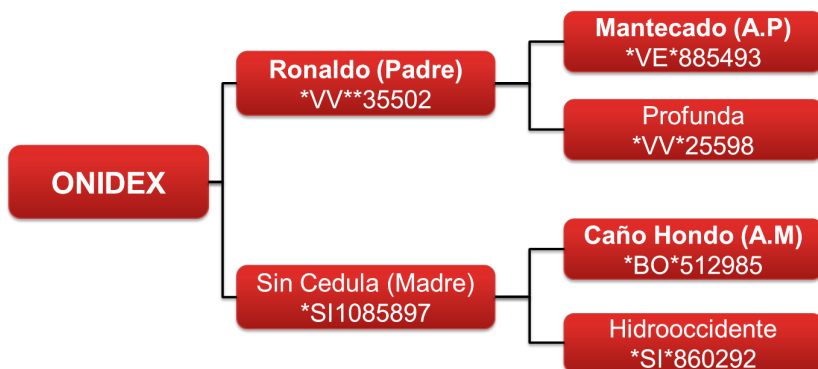 Mantecado (A.P)
*VE*885493
Ronaldo (Padre)
*VV**35502
Profunda
*VV*25598
ONIDEX
Caño Hondo (A.M)
*BO*512985
Sin Cedula (Madre)
*SI1085897
Hidrooccidente
*SI*860292